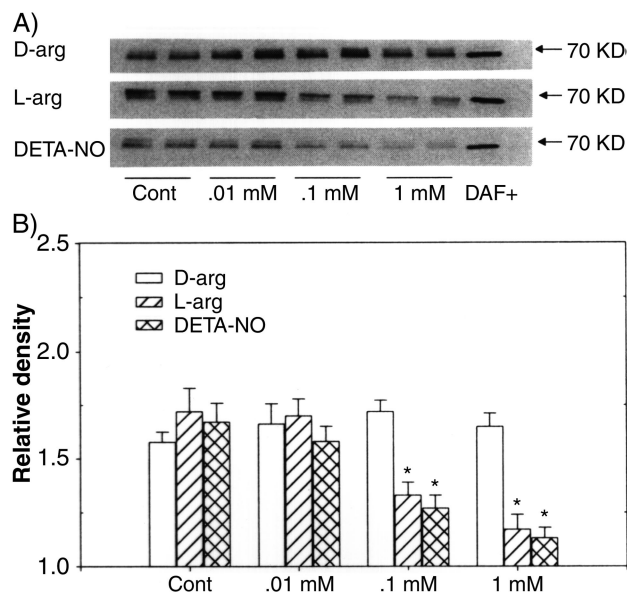 A)
D-arg 70 KD
L-arg 70 KD
DETA-NO 70 KD
Cont .01 mM .1 mM 1 mM DAF+
B)
2.5
D-arg
L-arg
DETA-NO
2.0
Relative density
1.5
* *
* *
1.0
Cont .01 mM .1 mM 1 mM